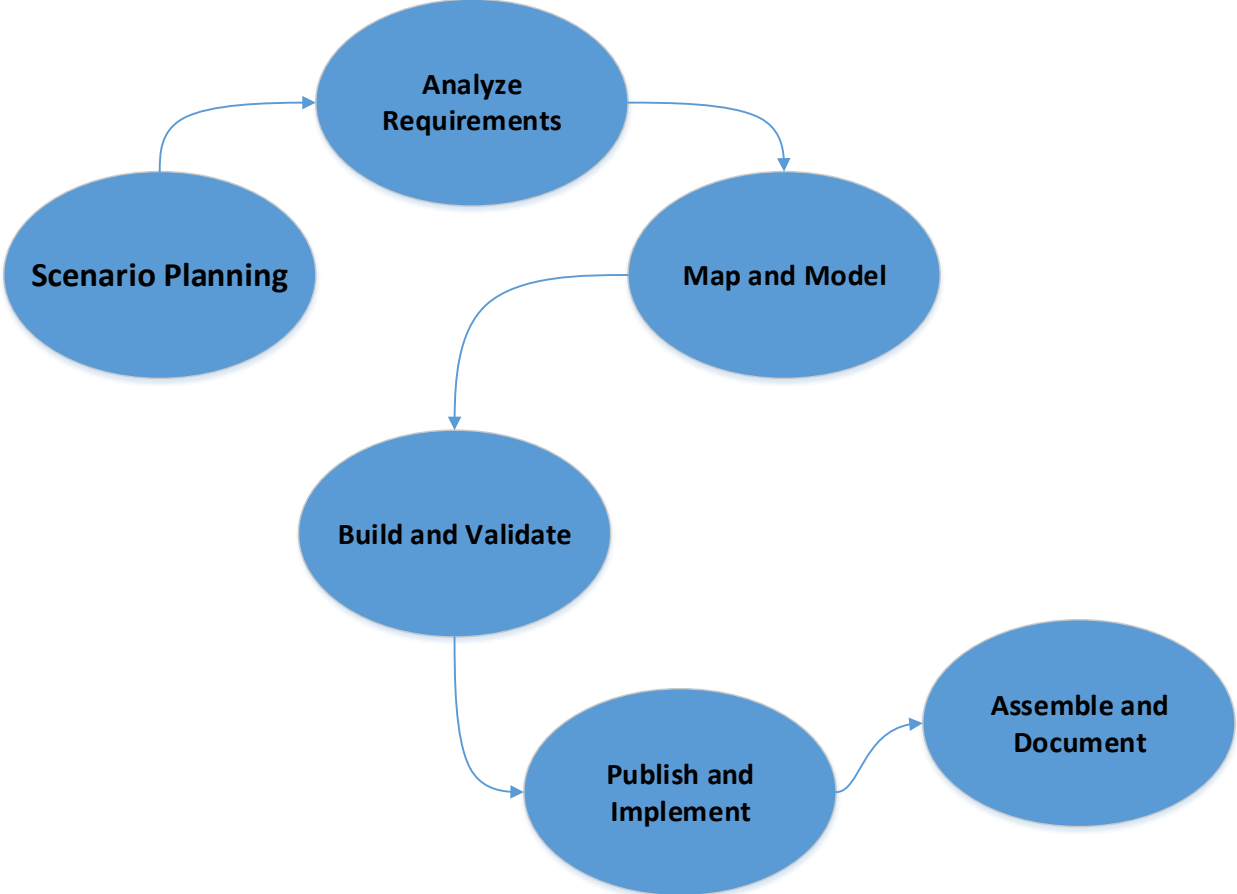 Analyze
Requirements
Scenario Planning
Map and Model
Build and Validate
Assemble and
Document
Publish and
Implement